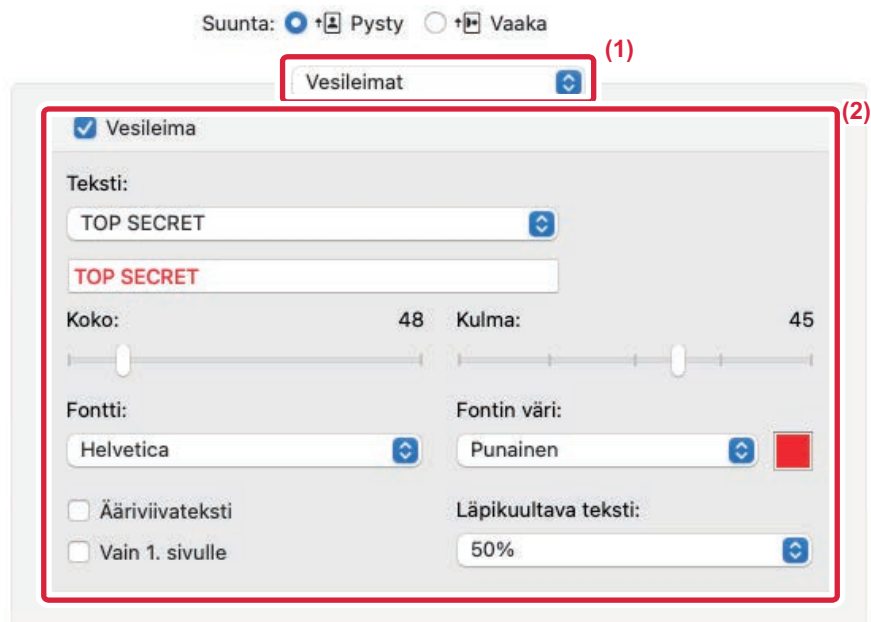 Suunta: Pysty Vaaka
(1)
Vesileimat
(2)
Vesileima
Teksti:
TOP SECRET
TOP SECRET
Koko: 48 Kulma: 45
Fontti: Fontin väri:
Helvetica Punainen
Ääriviivateksti Läpikuultava teksti:
Vain 1. sivulle 50%